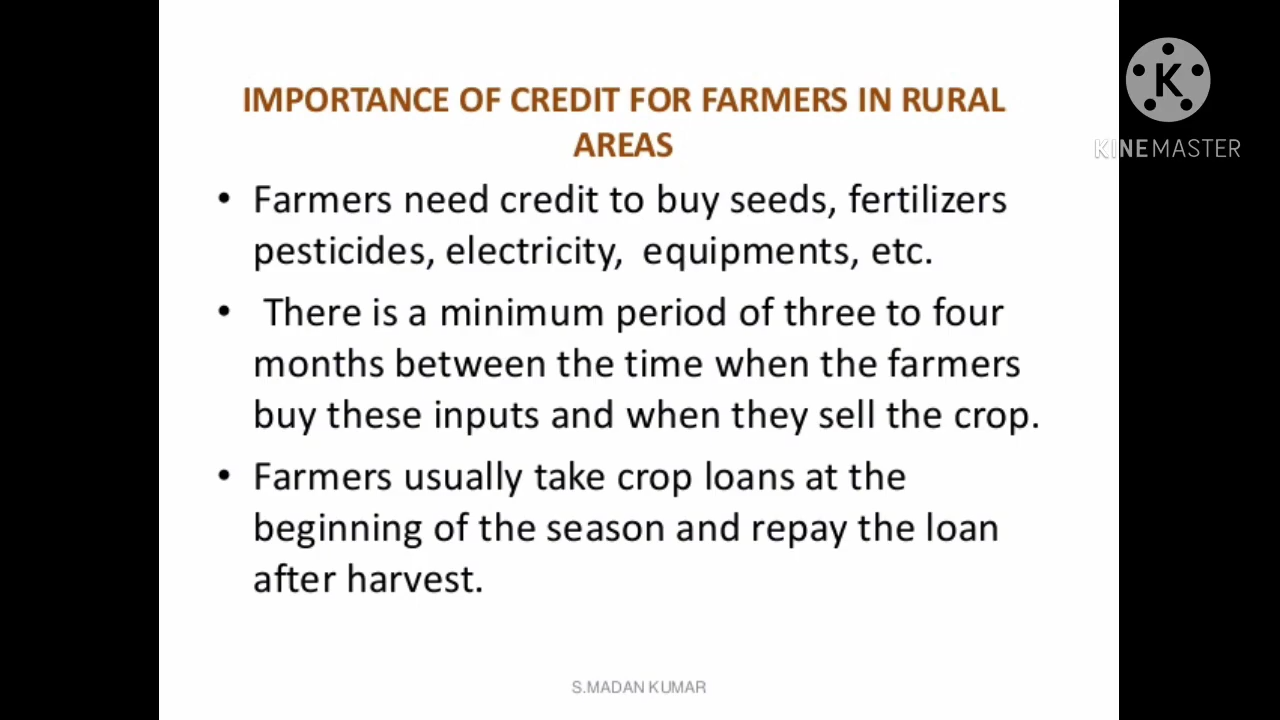 IMPORTANCE OF CREDIT FOR FARMERS IN RURAL
AREAS
• Farmers need credit to buy seeds, fertilizers
pesticides, electricity,  equipments, etc.
•  There is a minimum period of three to four
months between the time when the farmers
buy these inputs and when they sell the crop.
• Farmers usually take crop loans at the
beginning of the season and repay the loan
after harvest.
S.MADAN KUMAR
K
KINEMASTER